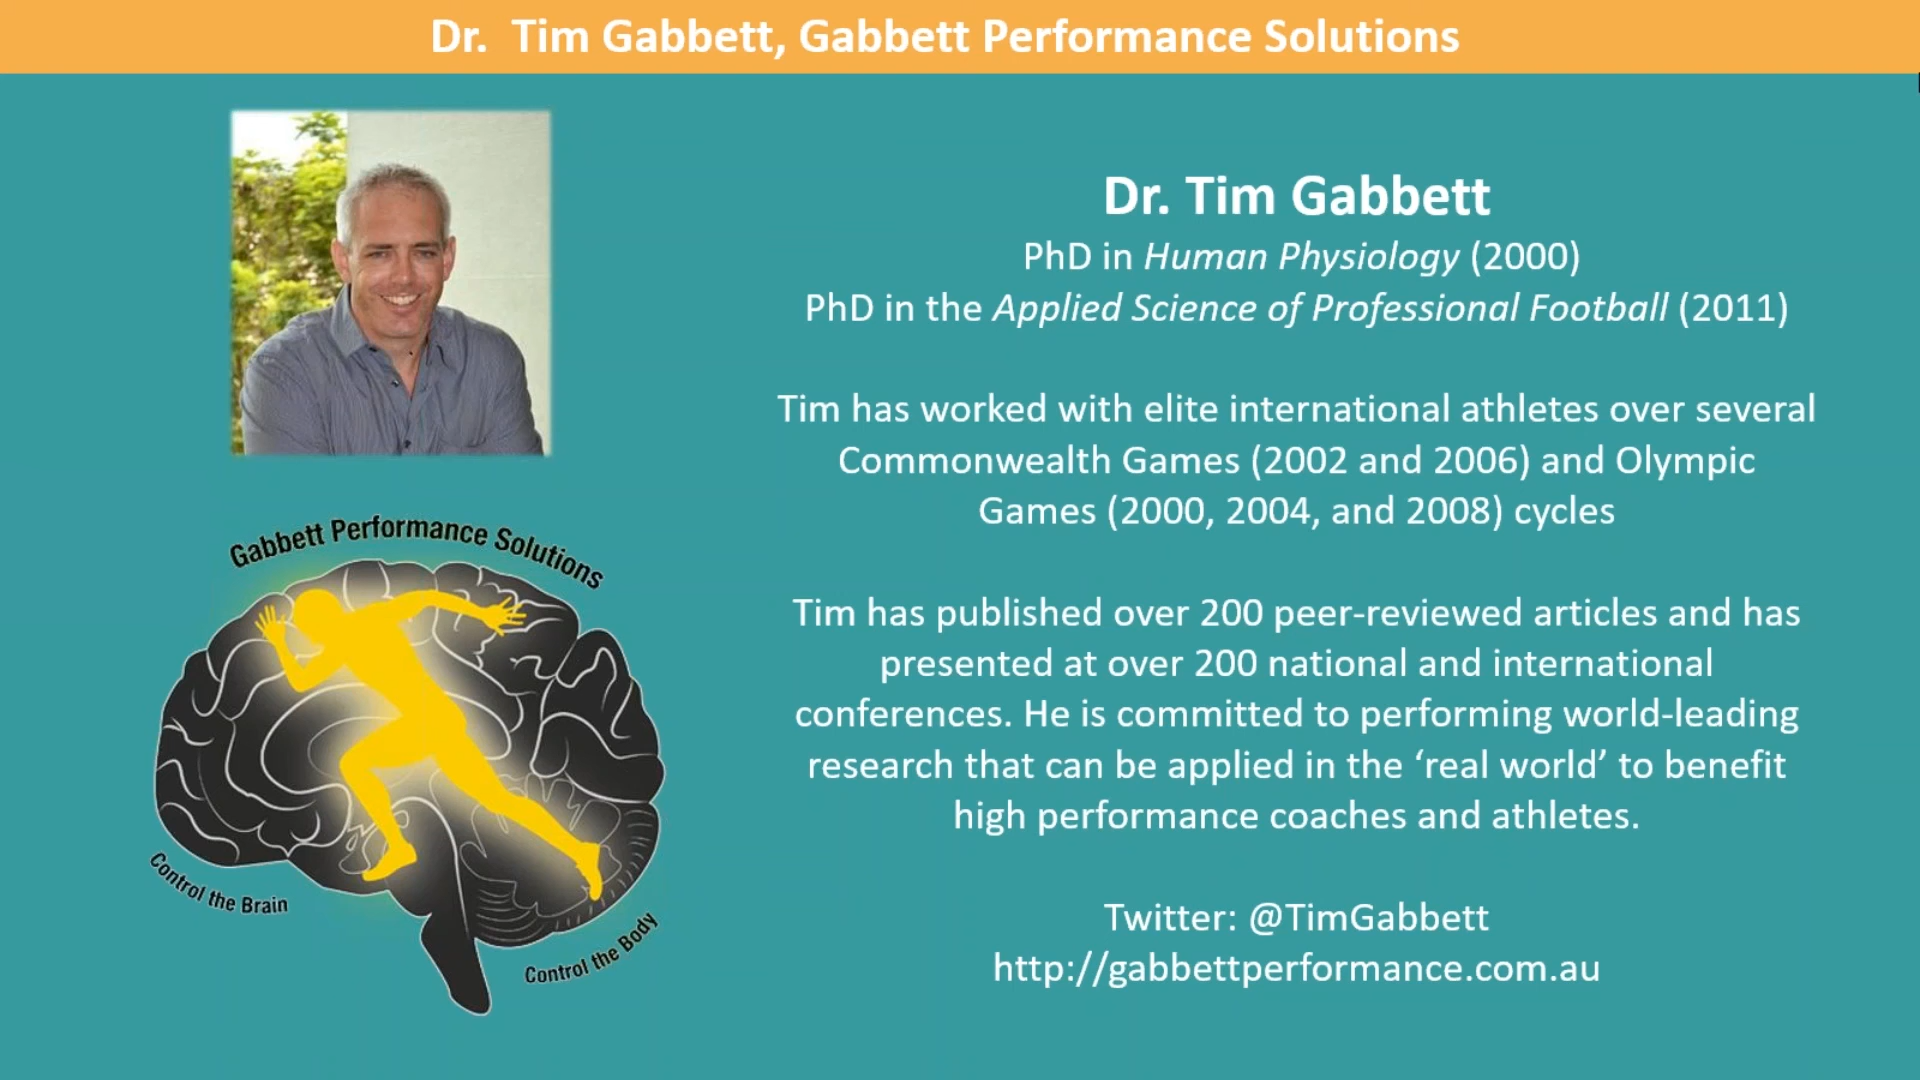 Dr.  Tim Gabbett, Gabbett Performance Solutions
Dr. Tim Gabbett
PhD in Human Physiology (2000)
PhD in the Applied Science of Professional Football (2011)
Tim has worked with elite international athletes over several
Commonwealth Games (2002 and 2006) and Olympic
Games (2000, 2004, and 2008) cycles
Tim has published over 200 peer-reviewed articles and has
presented at over 200 national and international
conferences. He is committed to performing world-leading
research that can be applied in the ‘real world’ to benefit
high performance coaches and athletes.
Twitter: @TimGabbett
http://gabbettperformance.com.au
Gabbett Performance Solutions
Control the Brain
Control the Body